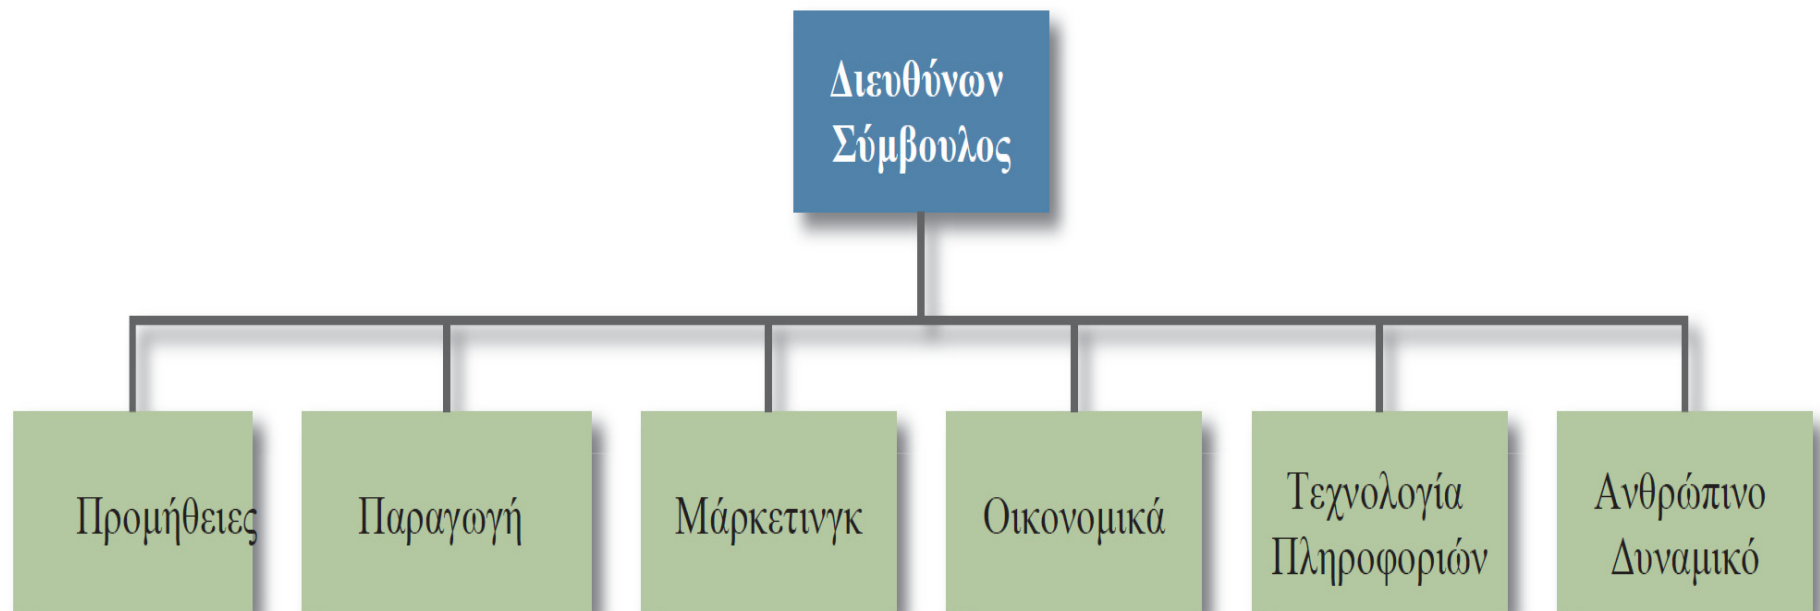 Διευθύνων
Σύμβουλος
Προμήθειες
Παραγωγή
Μάρκετινγκ
Οικονομικά
Τεχνολογία
Πληροφοριών
Ανθρώπινο
Δυναμικό